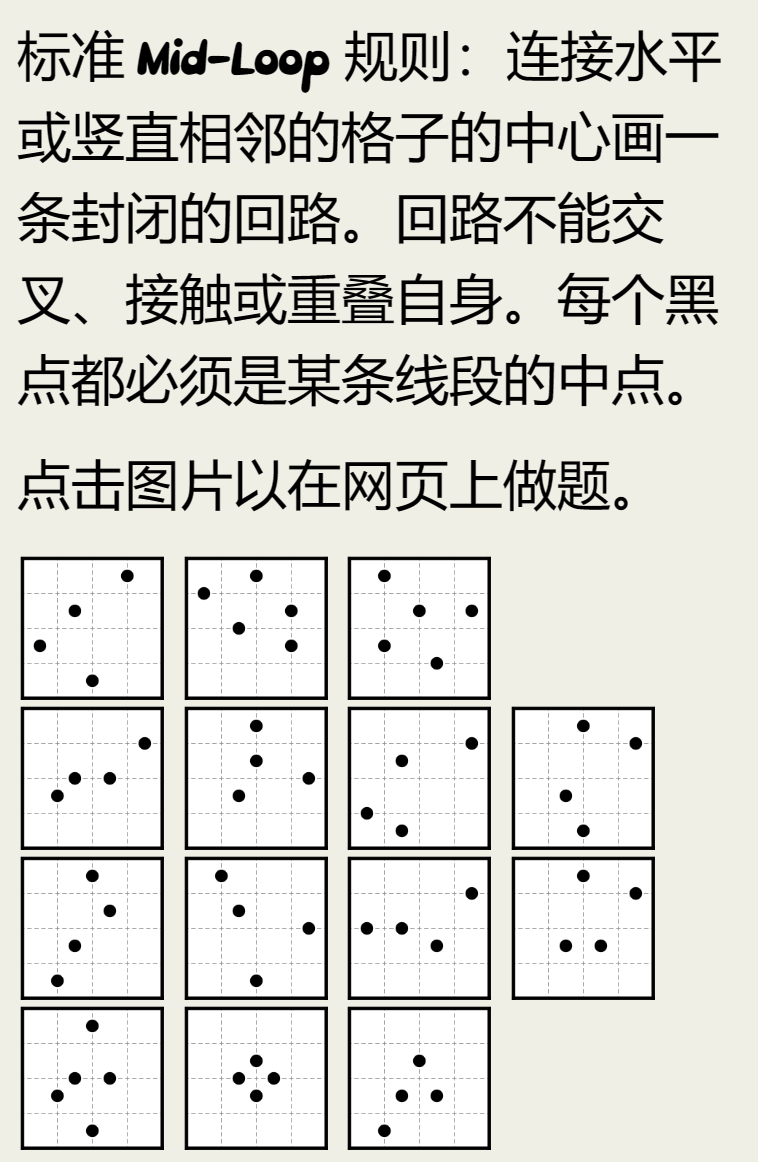 标准 Mid-Loop 规则：连接水平
或竖直相邻的格子的中心画一
条封闭的回路。回路不能交
叉、接触或重叠自身。每个黑
点都必须是某条线段的中点。
点击图片以在网页上做题。